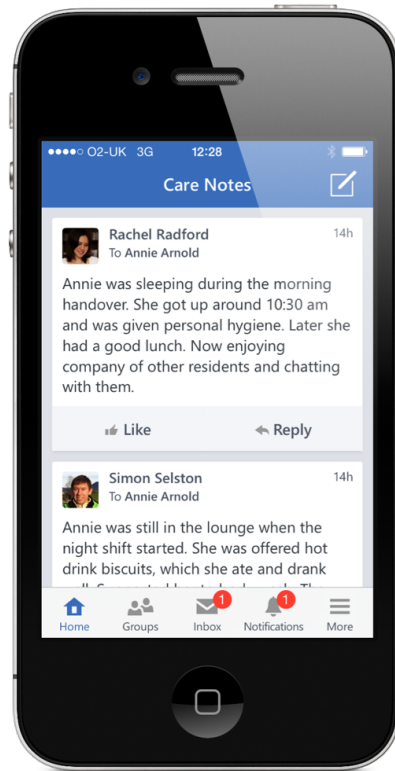 O2-UK 3G 12:28
Care Notes
Rachel Radford 14h
To Annie Arnold
Annie was sleeping during the morning
handover. She got up around 10:30 am
and was given personal hygiene. Later she
had a good lunch. Now enjoying
company of other residents and chatting
with them.
Like Reply
Simon Selston 14h
To Annie Arnold
Annie was still in the lounge when the
night shift started. She was offered hot
drink biscuits, which she ate and drank
1 1
Home Groups Inbox Notifications More